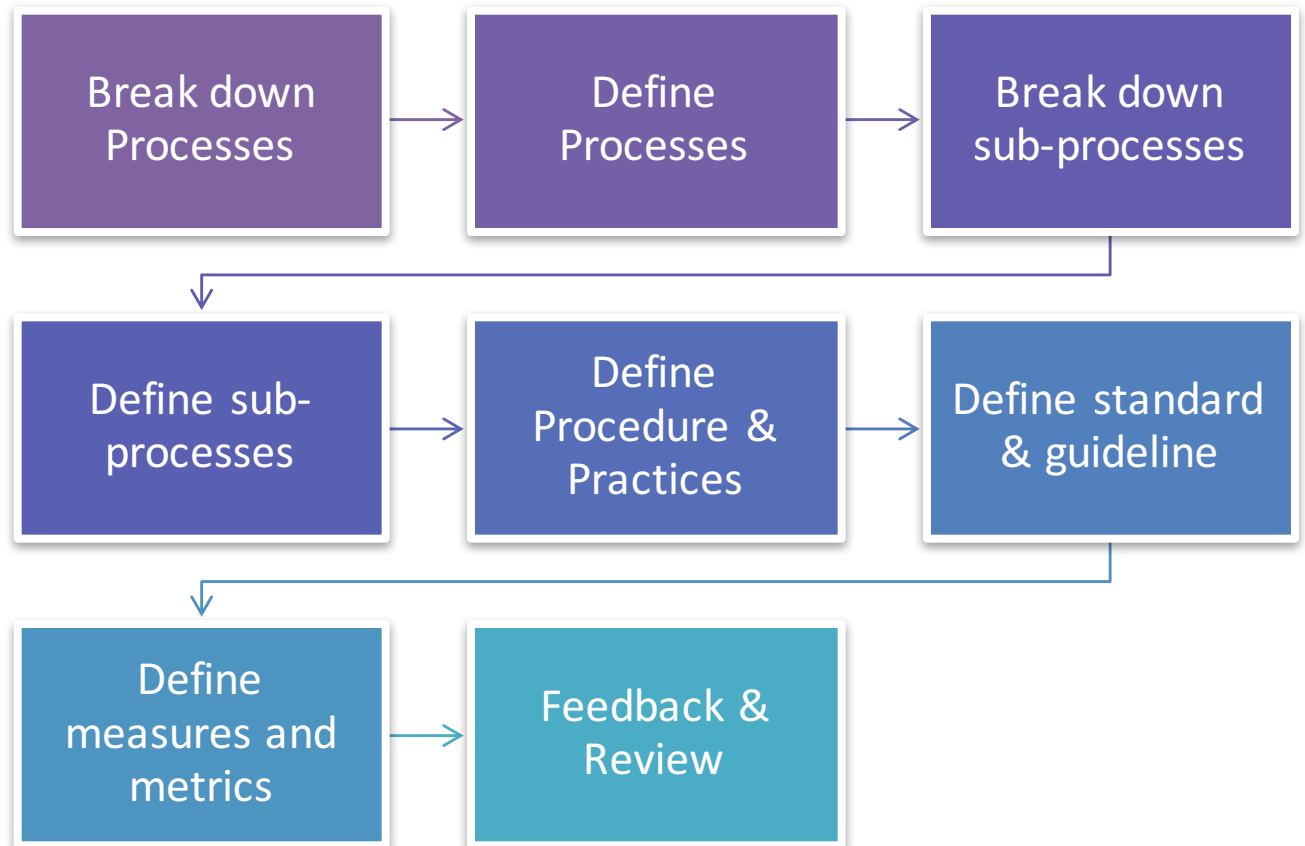 Break down
Processes
Define
Processes
Break down
sub-processes
Define sub-
processes
Define
Procedure &
Practices
Define standard
& guideline
Define
measures and
metrics
Feedback &
Review